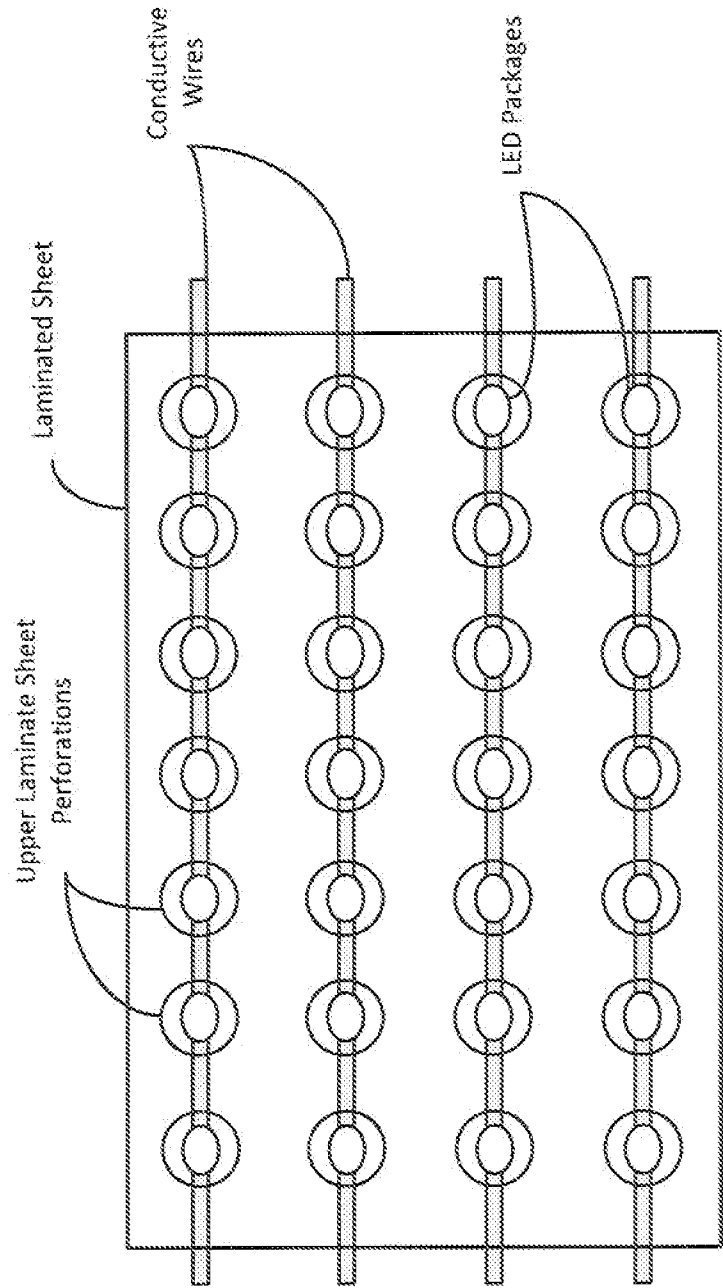 Upper Laminate Sheet
Perforations
Laminated Sheet
Conductive
Wires
LED Packages